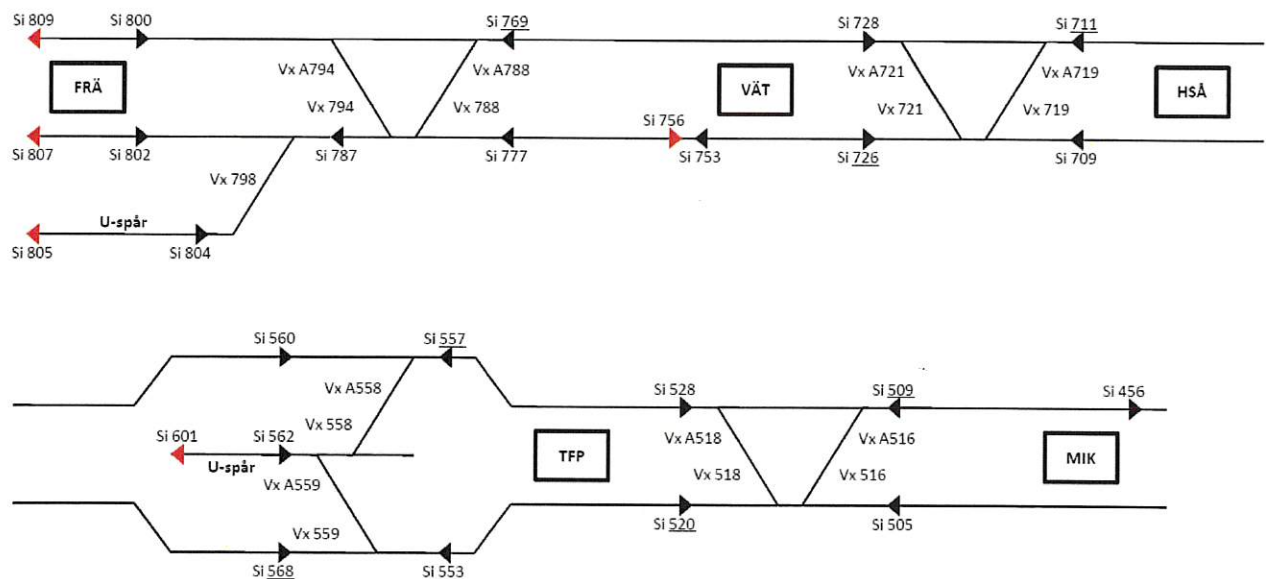 Si 809
Si 800
Si 769
Si 728
Si 711
Vx A794
Vx A788
Vx A721
Vx A719
FRÄ
VÄT
HSÅ
Vx 794
Vx 788
Vx 721
Vx 719
Si 756
Si 807
Si 802
Si 787
Si 777
Si 753
Si 726
Si 709
Vx 798
U-spår
Si 805
Si 804
Si 560
Si 557
Vx A558
Si 528
Si 509
Si 456
Vx 558
Si 601
Si 562
Vx A518
Vx A516
U-spår
TFP
MIK
Vx A559
Vx 518
Vx 516
Vx 559
Si 520
Si 505
Si 568
Si 553